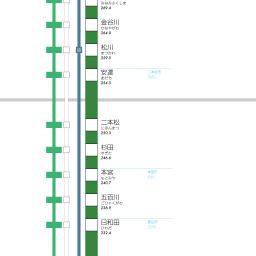 みなみふくしま
269.4
金谷川
かなやがわ
264.0
松川
まつかわ
259.5
安達
あだち
254.3
二本松
にほんまつ
250.3
杉田
すぎた
246.6
本宮
もとみや
240.7
五百川
ごひゃくがわ
236.9
日和田
ひわだ
232.4